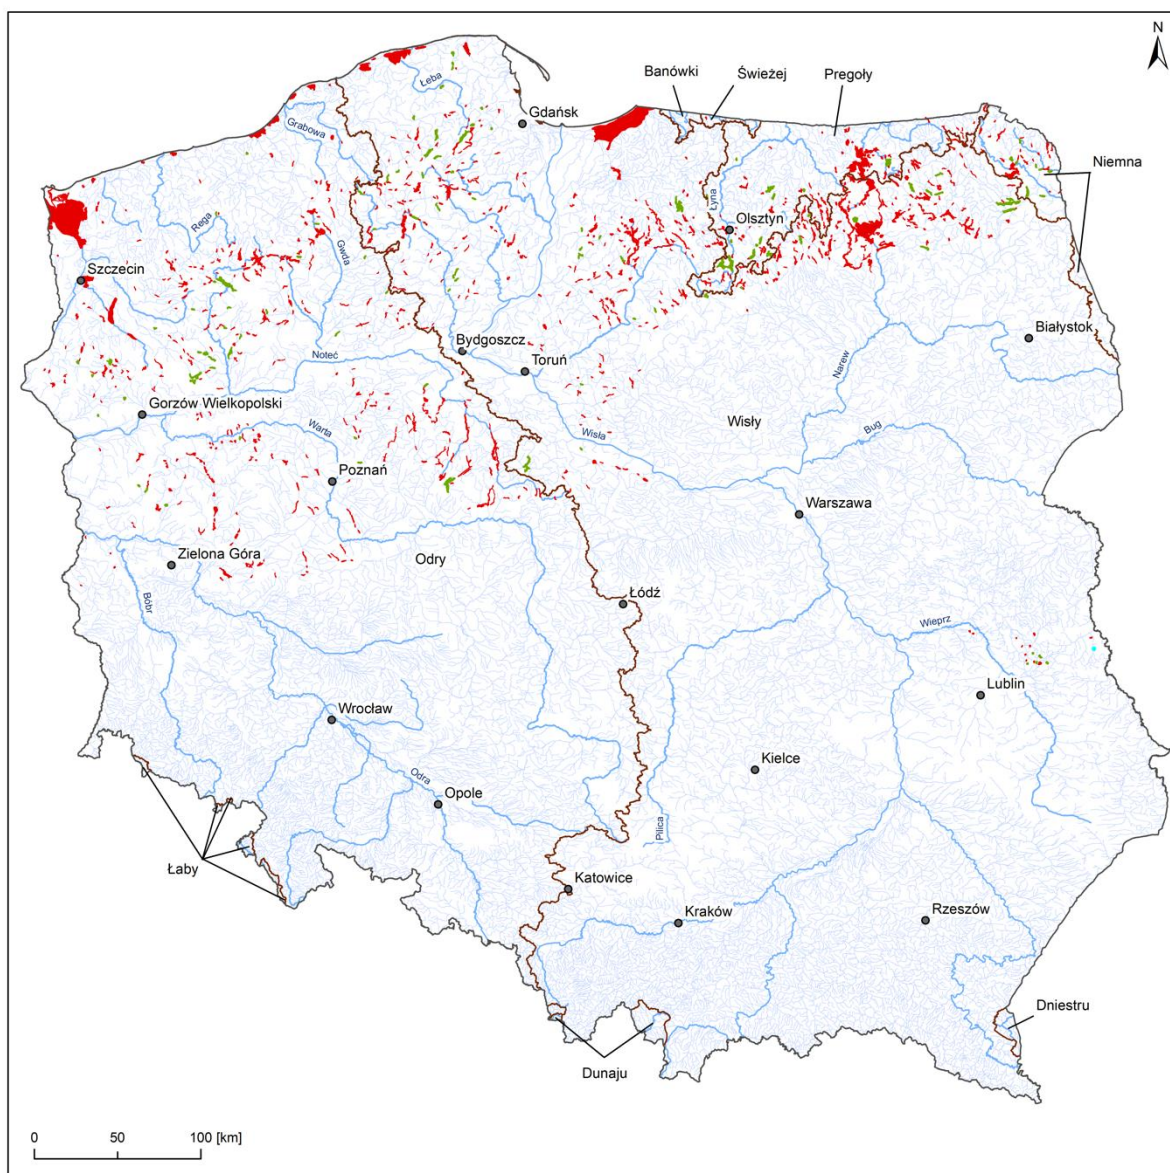 N
Banówki
Świeżej
Pregoły
Łeba
Gdańsk
Grabowa
Niemna
Łyna
Olsztyn
Rega
Gwda
Szczecin
Białystok
Bydgoszcz
Toruń
Noteć
Narew
Gorzów Wielkopolski
Wisły
Warta
Wisła
Bug
Poznań
Warszawa
Zielona Góra
Odry
Łódź
Bóbr
Wieprz
Lublin
Wrocław
Kielce
Odra
Opole
Pilica
Łaby
Katowice
Kraków
Rzeszów
Dniestru
Dunaju
0 50 100 [km]